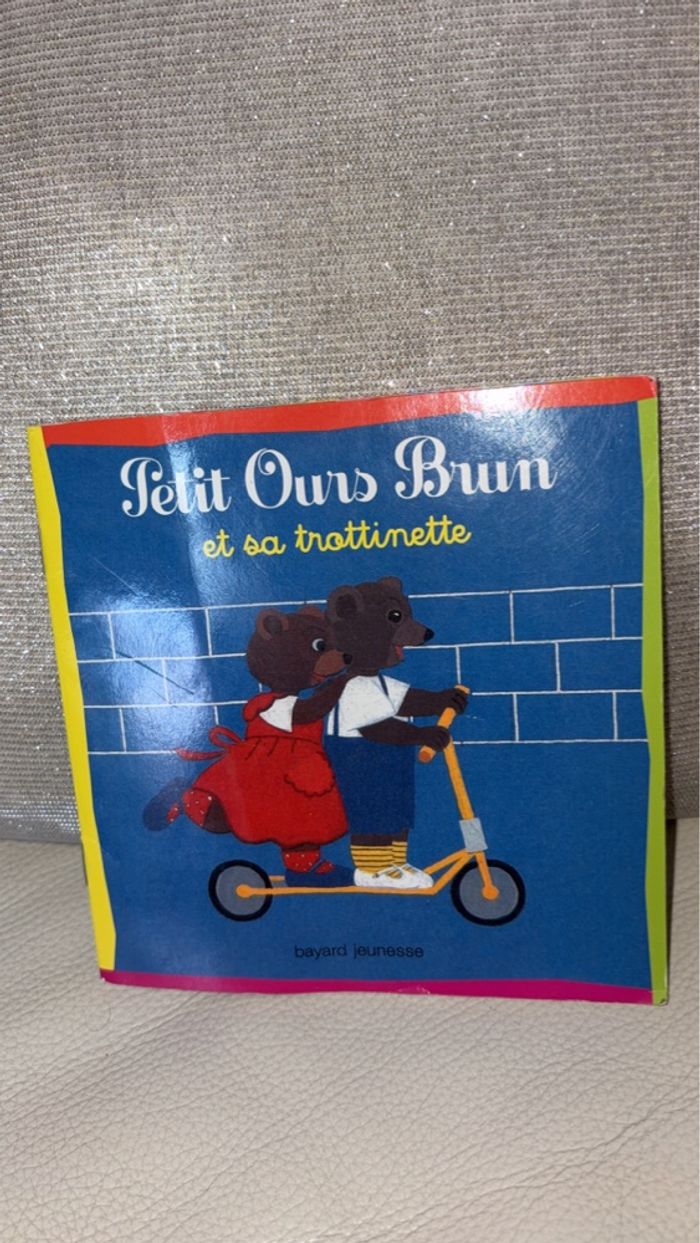 Petit Ours Brun
et sa trottinette
bayard jeunesse